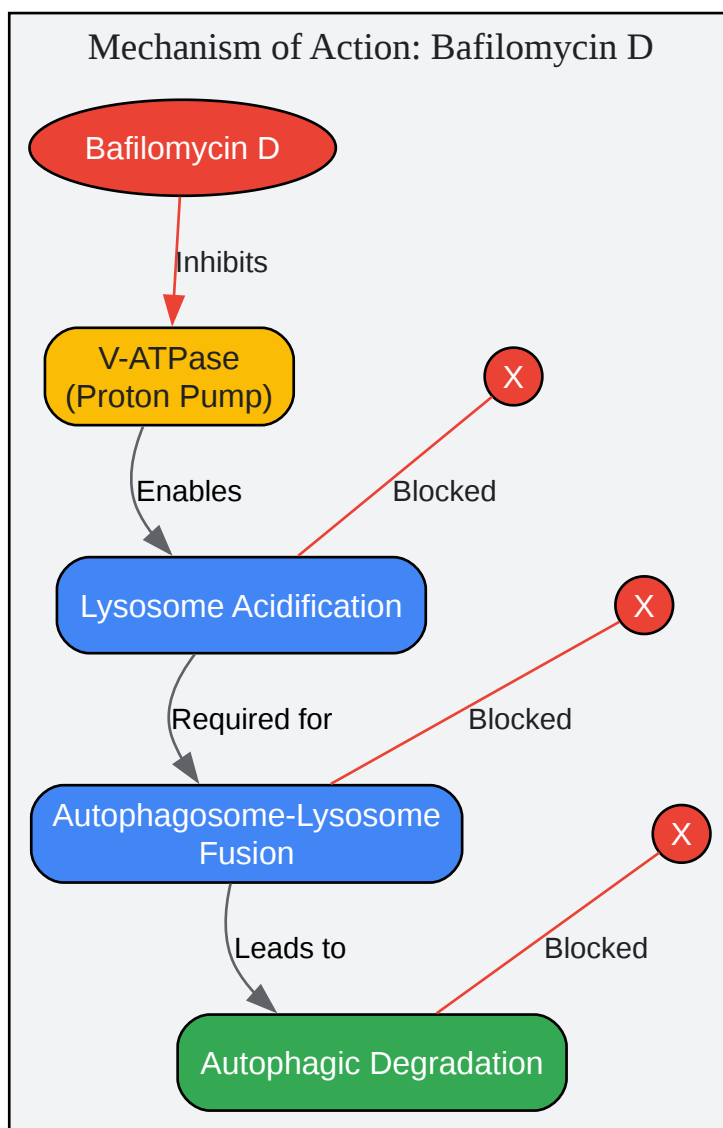 Mechanism of Action: Bafilomycin D
Bafilomycin D
Inhibits
V-ATPase
(Proton Pump)
X
Enables
Blocked
Lysosome Acidification
X
Required for
Blocked
Autophagosome-Lysosome
Fusion
X
Leads to
Blocked
Autophagic Degradation